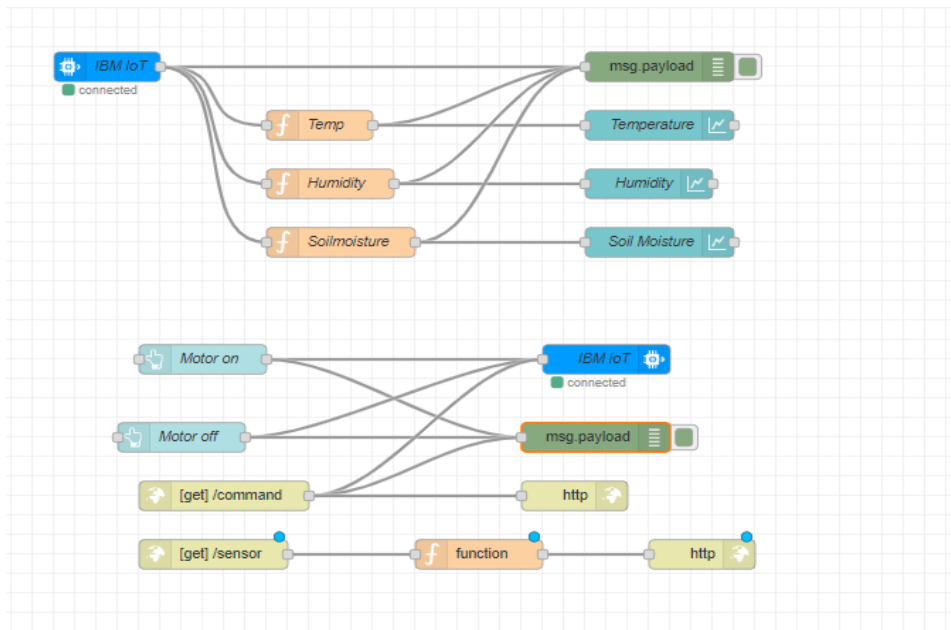 IBM IoT
connected
msg.payload
Temp
Temperature
Humidity
Humidity
Soilmoisture
Soil Moisture
Motor on
IBM IoT
connected
Motor off
msg.payload
[get] /command
http
[get] /sensor
function
http